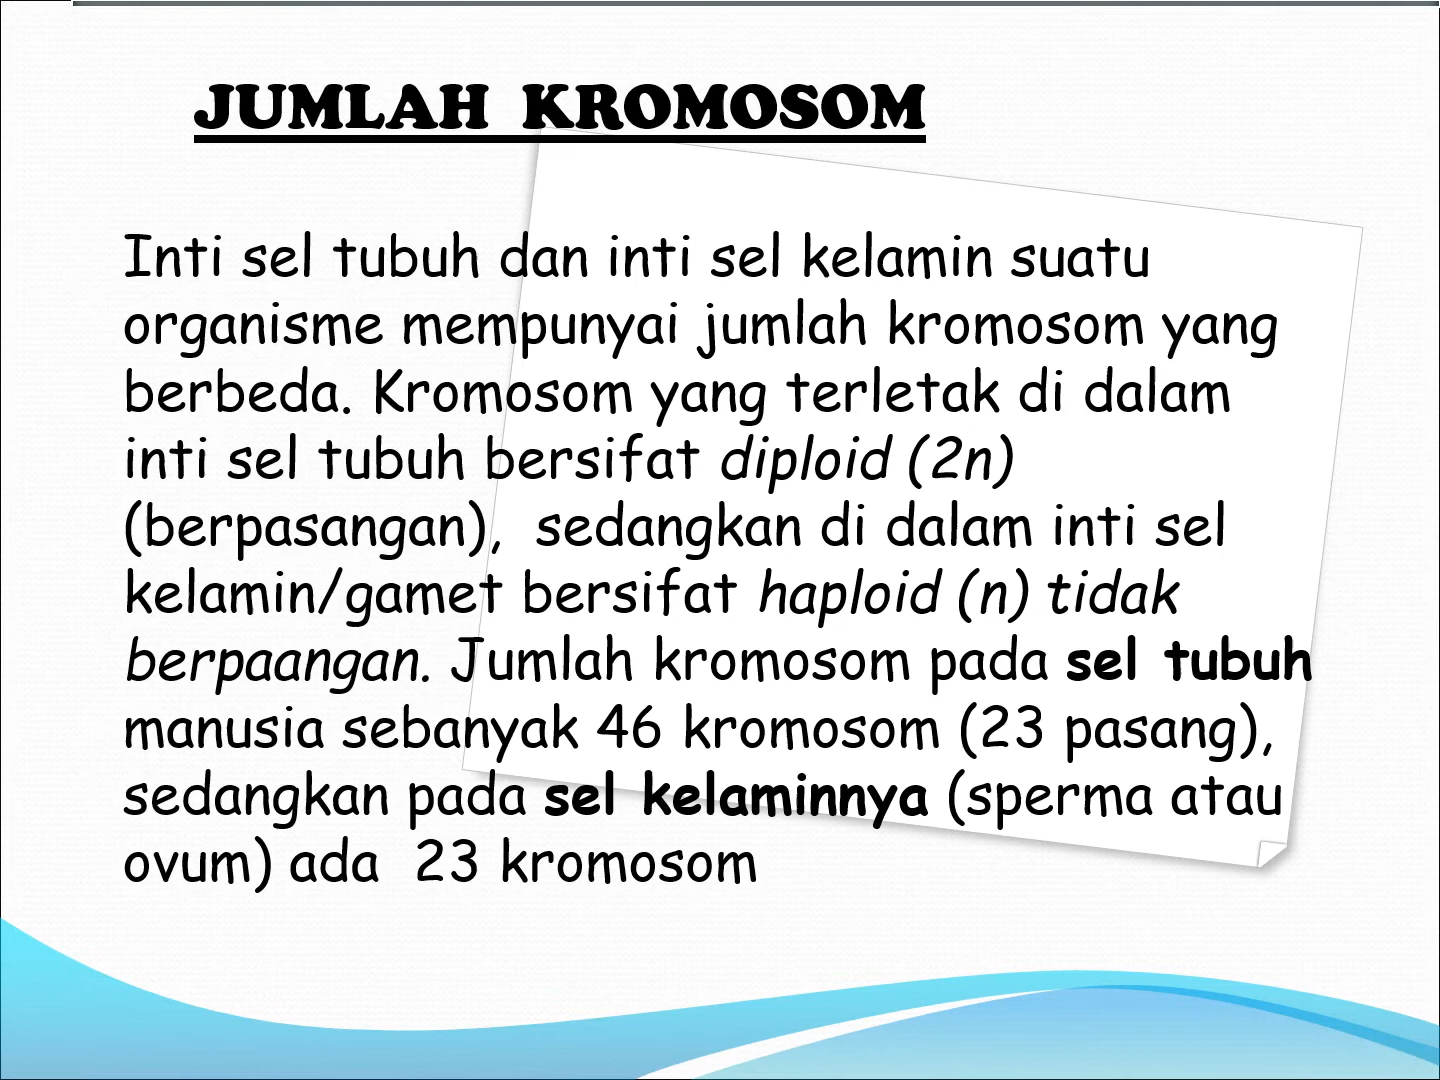 JUMLAH KROMOSOM
Inti sel tubuh dan inti sel kelamin suatu
organisme mempunyai jumlah kromosom yang
berbeda. Kromosom yang terletak di dalam
inti sel tubuh bersifat diploid (2n)
(berpasangan), sedangkan di dalam inti sel
kelamin/gamet bersifat haploid (n) tidak
berpaangan. Jumlah kromosom pada sel tubuh
manusia sebanyak 46 kromosom (23 pasang),
sedangkan pada sel kelaminnya (sperma atau
ovum) ada 23 kromosom